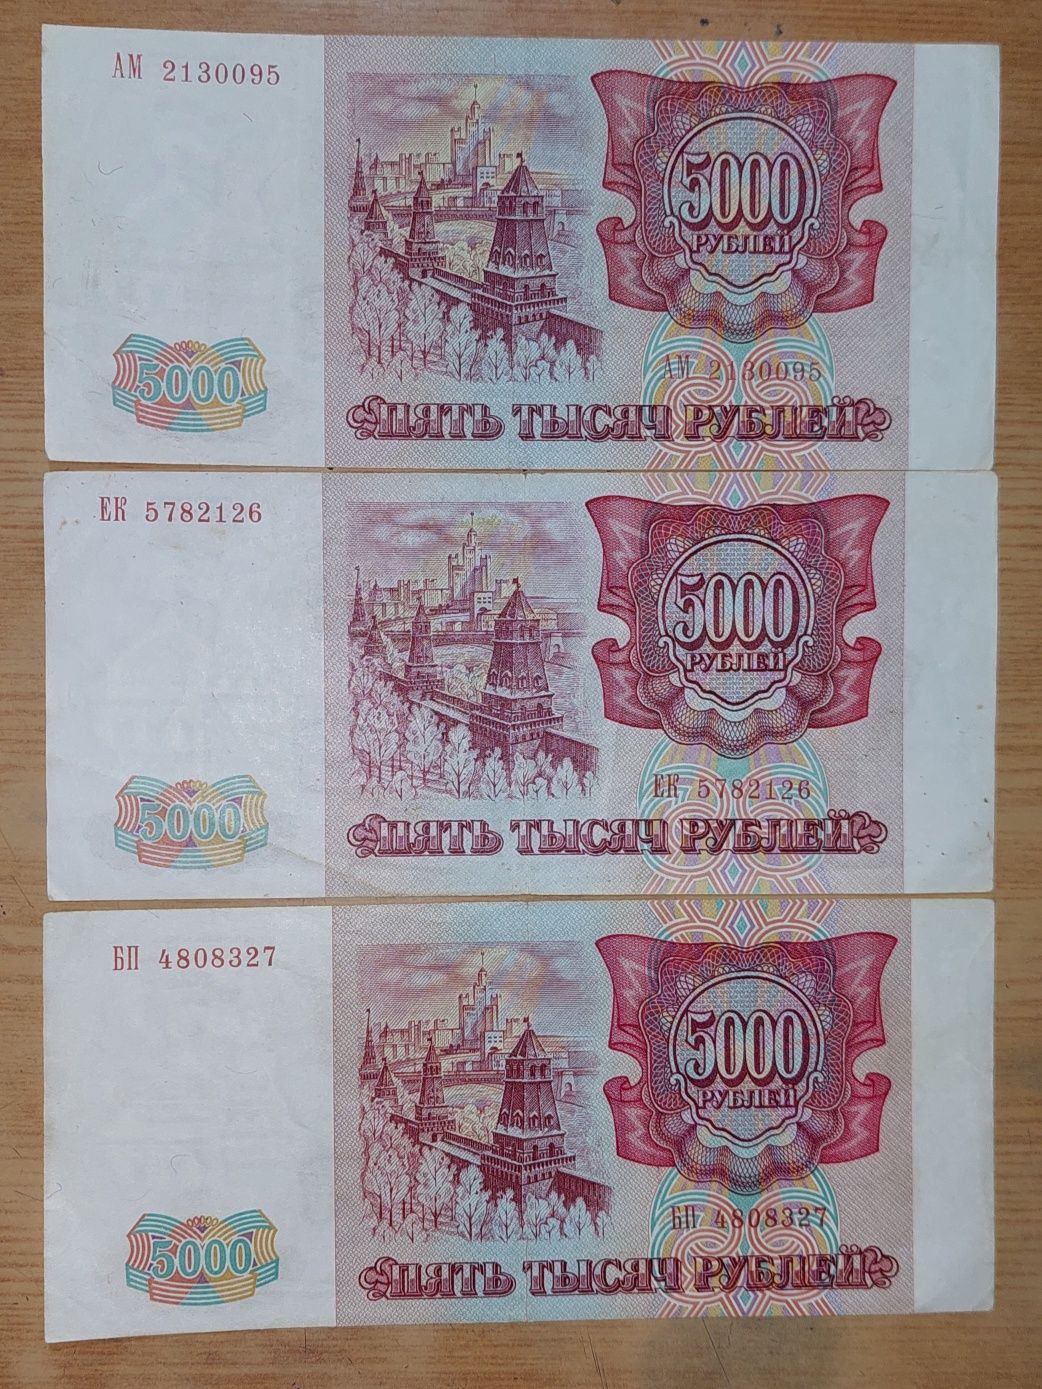 АМ 2130095
5000
РУБЛЕЙ
АМ 2130095
5000
ПЯТЬ ТЫСЯЧ РУБЛЕЙ
ЕК 5782126
5000
РУБЛЕЙ
ЕК 5782126
5000
ПЯТЬ ТЫСЯЧ РУБЛЕЙ
БП 4808327
5000
РУБЛЕЙ
БП 4808327
5000
ПЯТЬ ТЫСЯЧ РУБЛЕЙ